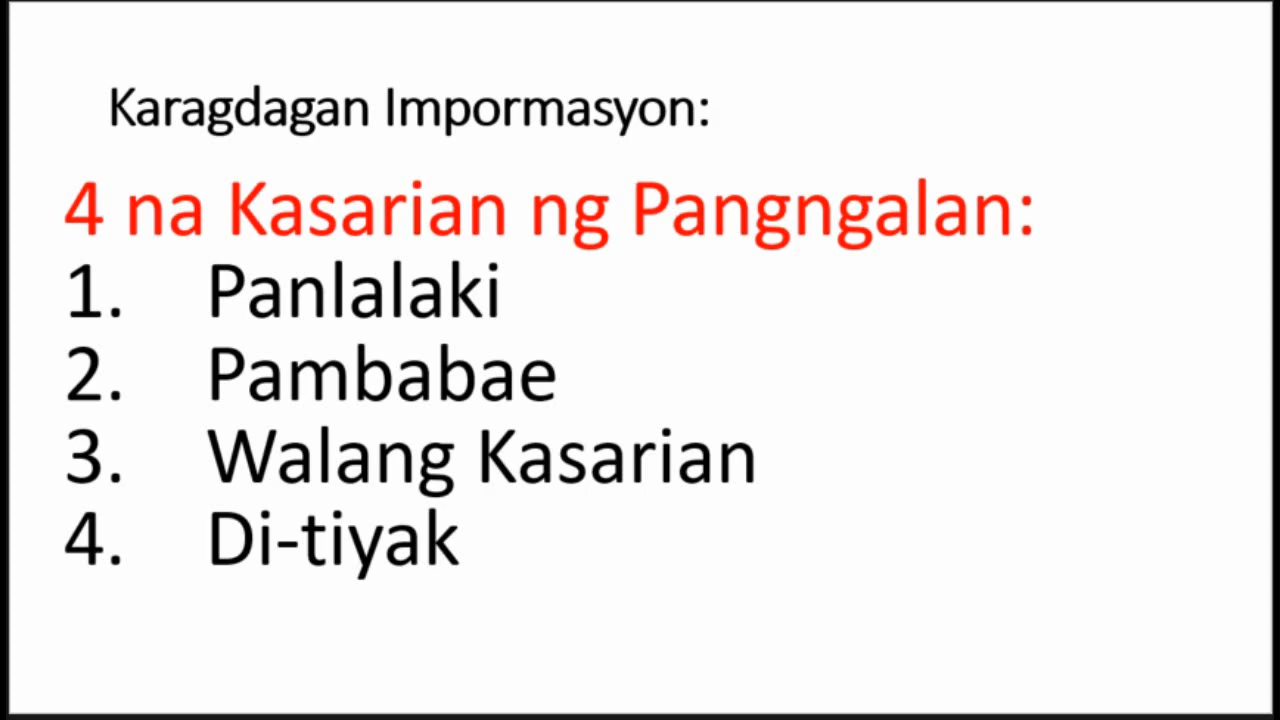 Karagdagan Impormasyon:
4 na Kasarian ng Pangngalan:
1. Panlalaki
2. Pambabae
3. Walang Kasarian
4. Di-tiyak